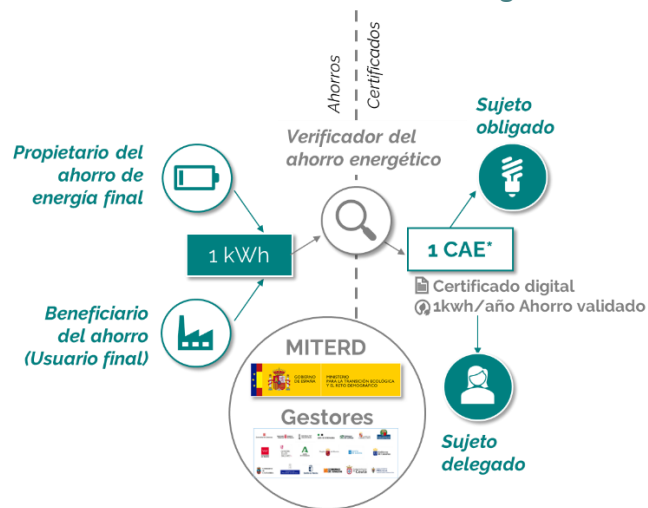 Ahorros
Certificados
Sujeto
obligado
Verificador del
ahorro energético
Propietario del
ahorro de
energía final
1 kWh
1 CAE*
Certificado digital
1kwh/año Ahorro validado
Beneficiario
del ahorro
(Usuario final)
MITERD
GOBIERNO
DE ESPAÑA
MINISTERIO
PARA LA TRANSICIÓN ECOLÓGICA
Y EL RETO DEMOGRÁFICO
Gestores
Sujeto
delegado